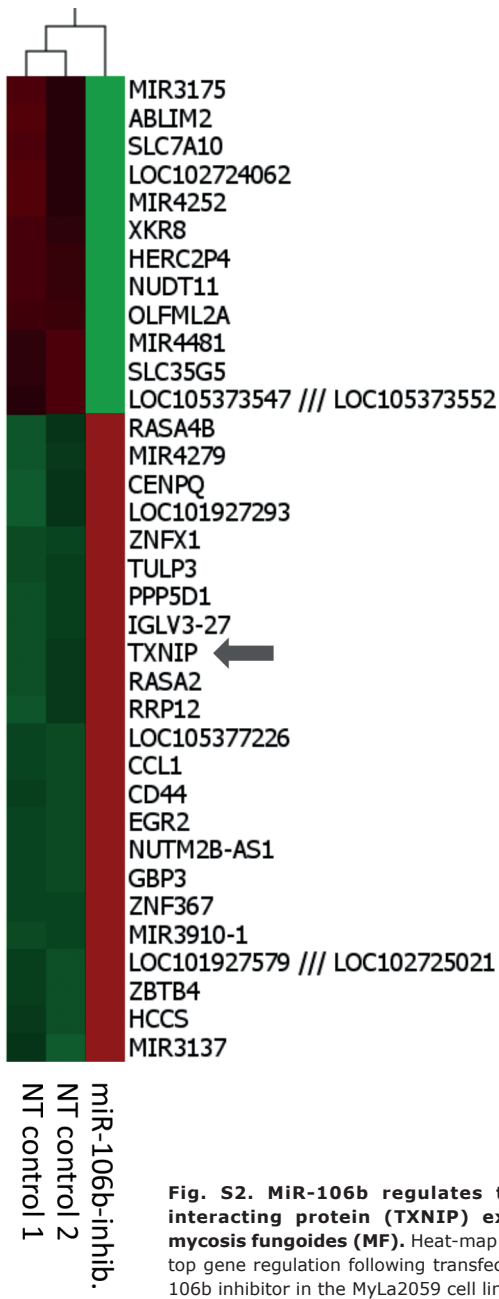 MIR3175
ABLIM2
SLC7A10
LOC102724062
MIR4252
XKR8
HERC2P4
NUDT11
OLFML2A
MIR4481
SLC35G5
LOC105373547 /// LOC105373552
RASA4B
MIR4279
CENPQ
LOC101927293
ZNFX1
TULP3
PPP5D1
IGLV3-27
TXNIP
RASA2
RRP12
LOC105377226
CCL1
CD44
EGR2
NUTM2B-AS1
GBP3
ZNF367
MIR3910-1
LOC101927579 /// LOC102725021
ZBTB4
HCCS
MIR3137
NT control 1
NT control 2
miR-106b-inhib.
Fig. S2. MiR-106b regulates
interacting protein (TXNIP)
mycosis fungoides (MF). Heat-map
top gene regulation following
106b inhibitor in the MyLa2059 cell